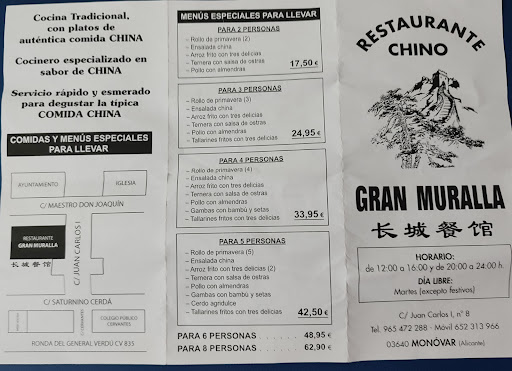 Cocina Tradicional,
con platos de
auténtica comida CHINA
Cocinero especializado en
sabor de CHINA
Servicio rápido y esmerado
para degustar la típica
COMIDA CHINA
COMIDAS Y MENÚS ESPECIALES
PARA LLEVAR
AYUNTAMIENTO
IGLESIA
C/ MAESTRO DON JOAQUÍN
RESTAURANTE
GRAN MURALLA
长城餐馆
C/ JUAN CARLOS I
C/ SATURNINO CERDÁ
COLEGIO PÚBLICO
CERVANTES
RONDA DEL GENERAL VERDU CV 835
MENÚS ESPECIALES PARA LLEVAR
PARA 2 PERSONAS
– Rollo de primavera (2)
– Ensalada china
– Arroz frito con tres delicias
– Ternera con salsa de ostras
– Pollo con almendras
17,50 €
PARA 3 PERSONAS
– Rollo de primavera (3)
– Ensalada china
– Arroz frito con tres delicias
– Ternera con salsa de ostras
– Pollo con almendras
– Tallarines fritos con tres delicias
24,95 €
PARA 4 PERSONAS
– Rollo de primavera (4)
– Ensalada china
– Arroz frito con tres delicias
– Ternera con salsa de ostras
– Pollo con almendras
– Gambas con bambú y setas
– Tallarines fritos con tres delicias
33,95 €
PARA 5 PERSONAS
– Rollo de primavera (5)
– Ensalada china
– Arroz frito con tres delicias (2)
– Ternera con salsa de ostras
– Pollo con almendras
– Gambas con bambú y setas
– Cerdo agridulce
– Tallarines fritos con tres delicias
42,50 €
PARA 6 PERSONAS . . . . . . 48,95 €
PARA 8 PERSONAS . . . . . . 62,90 €
RESTAURANTE
CHINO
GRAN MURALLA
长城餐馆
HORARIO:
de 12:00 a 16:00 y de 20:00 a 24:00 h.
DÍA LIBRE:
Martes (excepto festivos)
C/ Juan Carlos I, nº 8
Tel. 965 472 288 - Móvil 652 313 966
03640 MONÓVAR (Alicante)